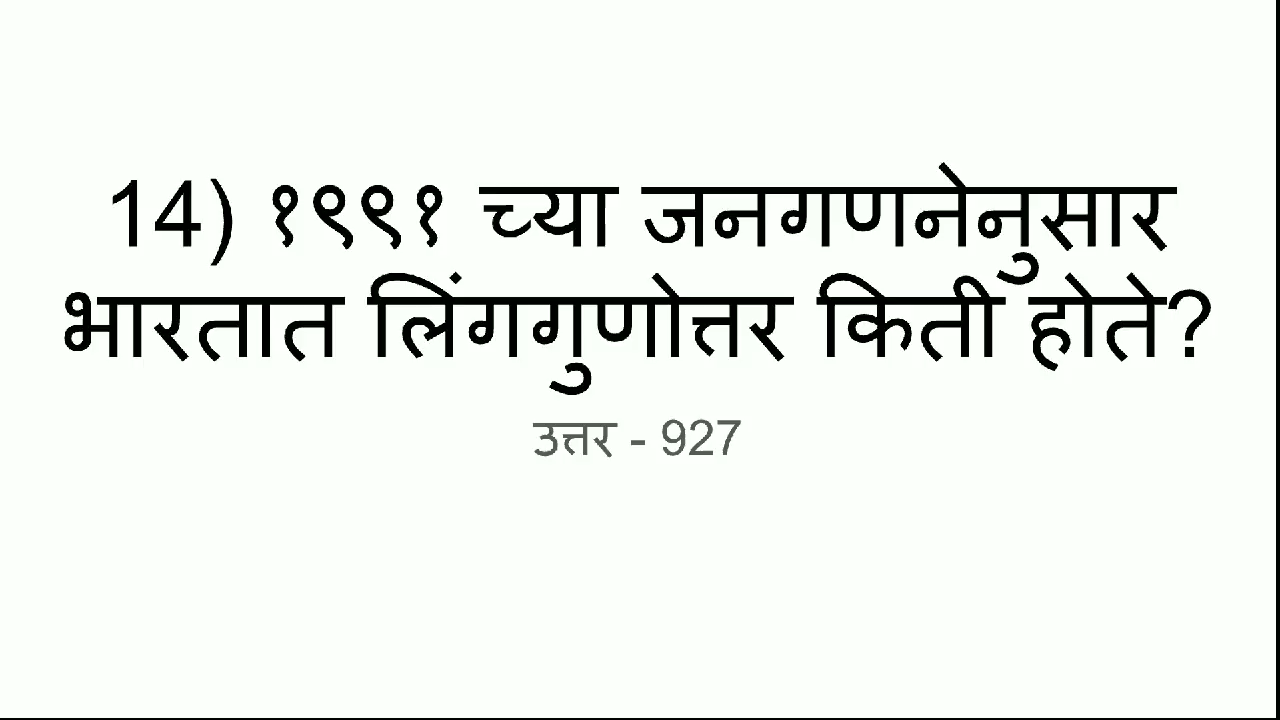 14) १९९१ च्या जनगणनेनुसार
भारतात लिंगगुणोत्तर किती होते?
उत्तर - 927